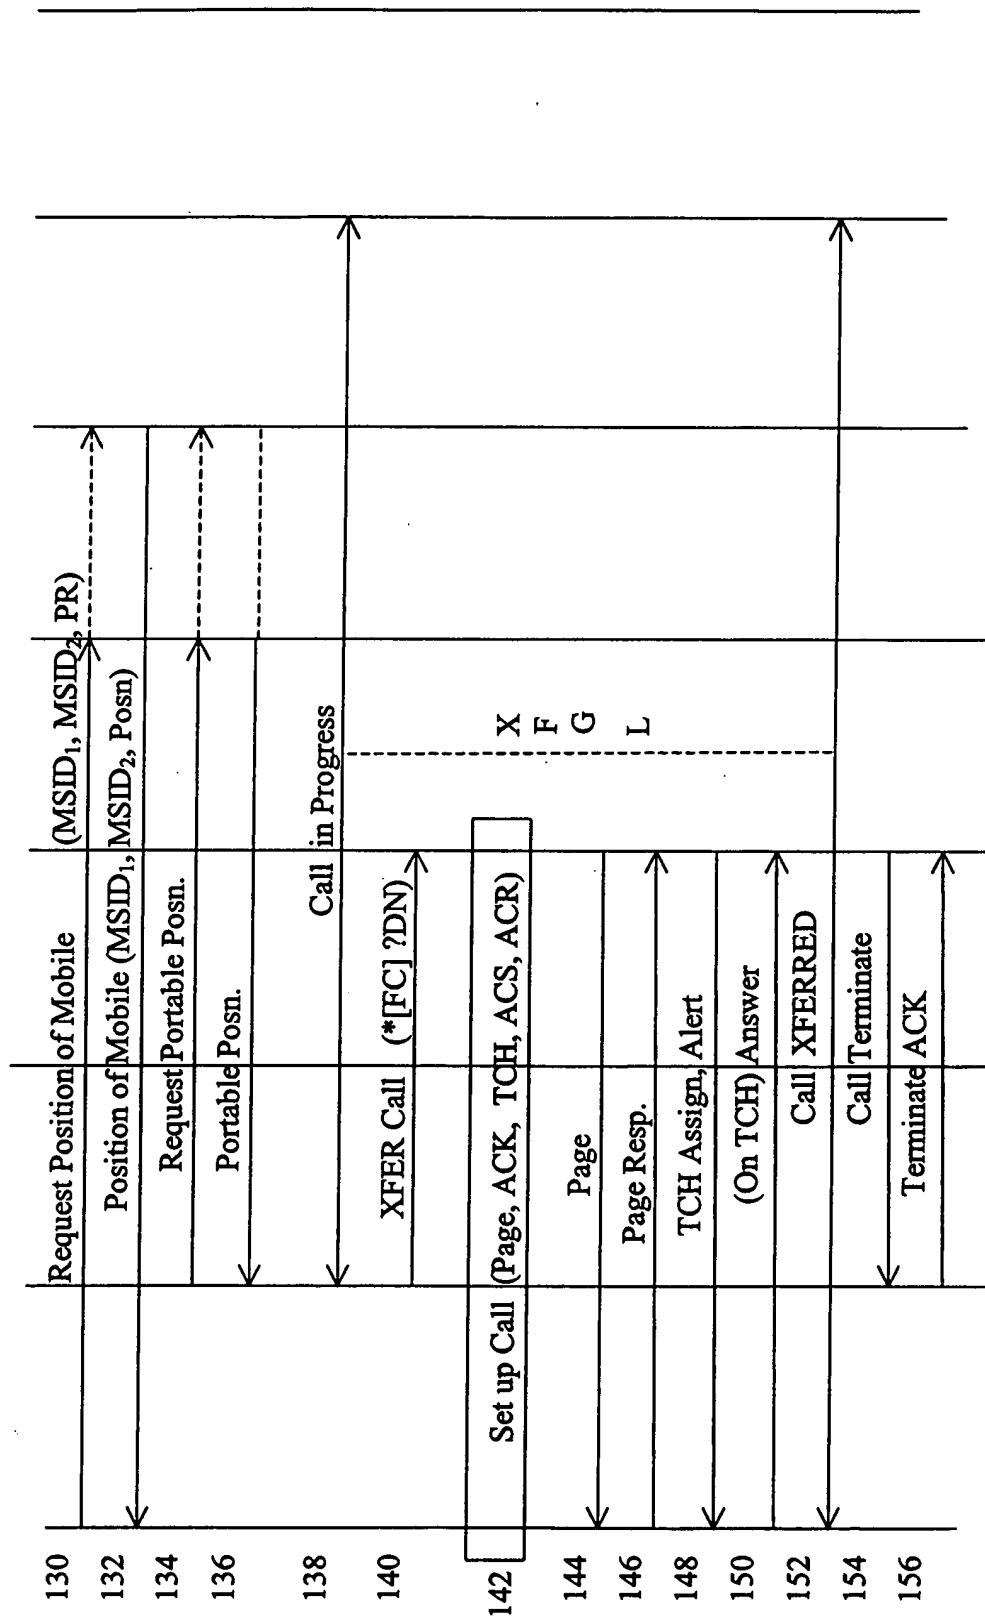 130 Request Position of Mobile (MSID₁, MSID₂, PR)
132 Position of Mobile (MSID₁, MSID₂, Posn)
134 Request Portable Posn.
136 Portable Posn.
138 Call in Progress
140 XFER Call (*[FC] ?DN)
142 Set up Call (Page, ACK, TCH, ACS, ACR)
X
F
G
L
144 Page
146 Page Resp.
148 TCH Assign, Alert
150 (On TCH) Answer
152 Call XFERRED
154 Call Terminate
156 Terminate ACK